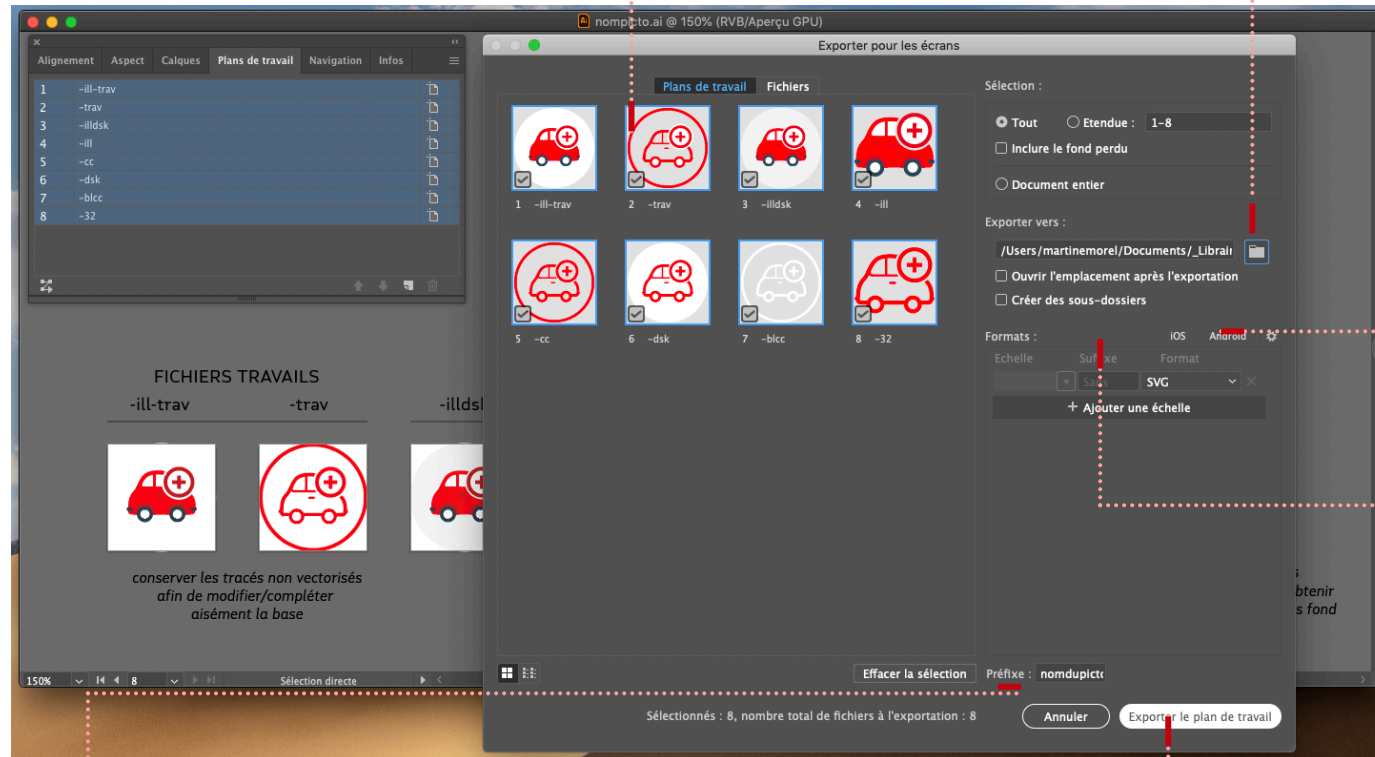 nompicto.ai @ 150% (RVB/Aperçu GPU)
Alignement Aspect Calques Plans de travail Navigation Infos
1 -ill-trav
2 -trav
3 -illdsk
4 -ill
5 -cc
6 -dsk
7 -blcc
8 -32
FICHIERS TRAVAILS
-ill-trav -trav -illdsk
conserver les tracés non vectorisés
afin de modifier/compléter
aisément la base
150% 8 Sélection directe
Exporter pour les écrans
Plans de travail Fichiers
1 -ill-trav 2 -trav 3 -illdsk 4 -ill
5 -cc 6 -dsk 7 -blcc 8 -32
Sélection :
Tout Etendue : 1-8
Inclure le fond perdu
Document entier
Exporter vers :
/Users/martinemorel/Documents/_Librair
Ouvrir l'emplacement après l'exportation
Créer des sous-dossiers
Formats : iOS Android
Echelle Suffixe Format
Sans SVG
+ Ajouter une échelle
Effacer la sélection Préfixe : nomdupictc
Sélectionnés : 8, nombre total de fichiers à l'exportation : 8
Annuler Exporter le plan de travail
s fond